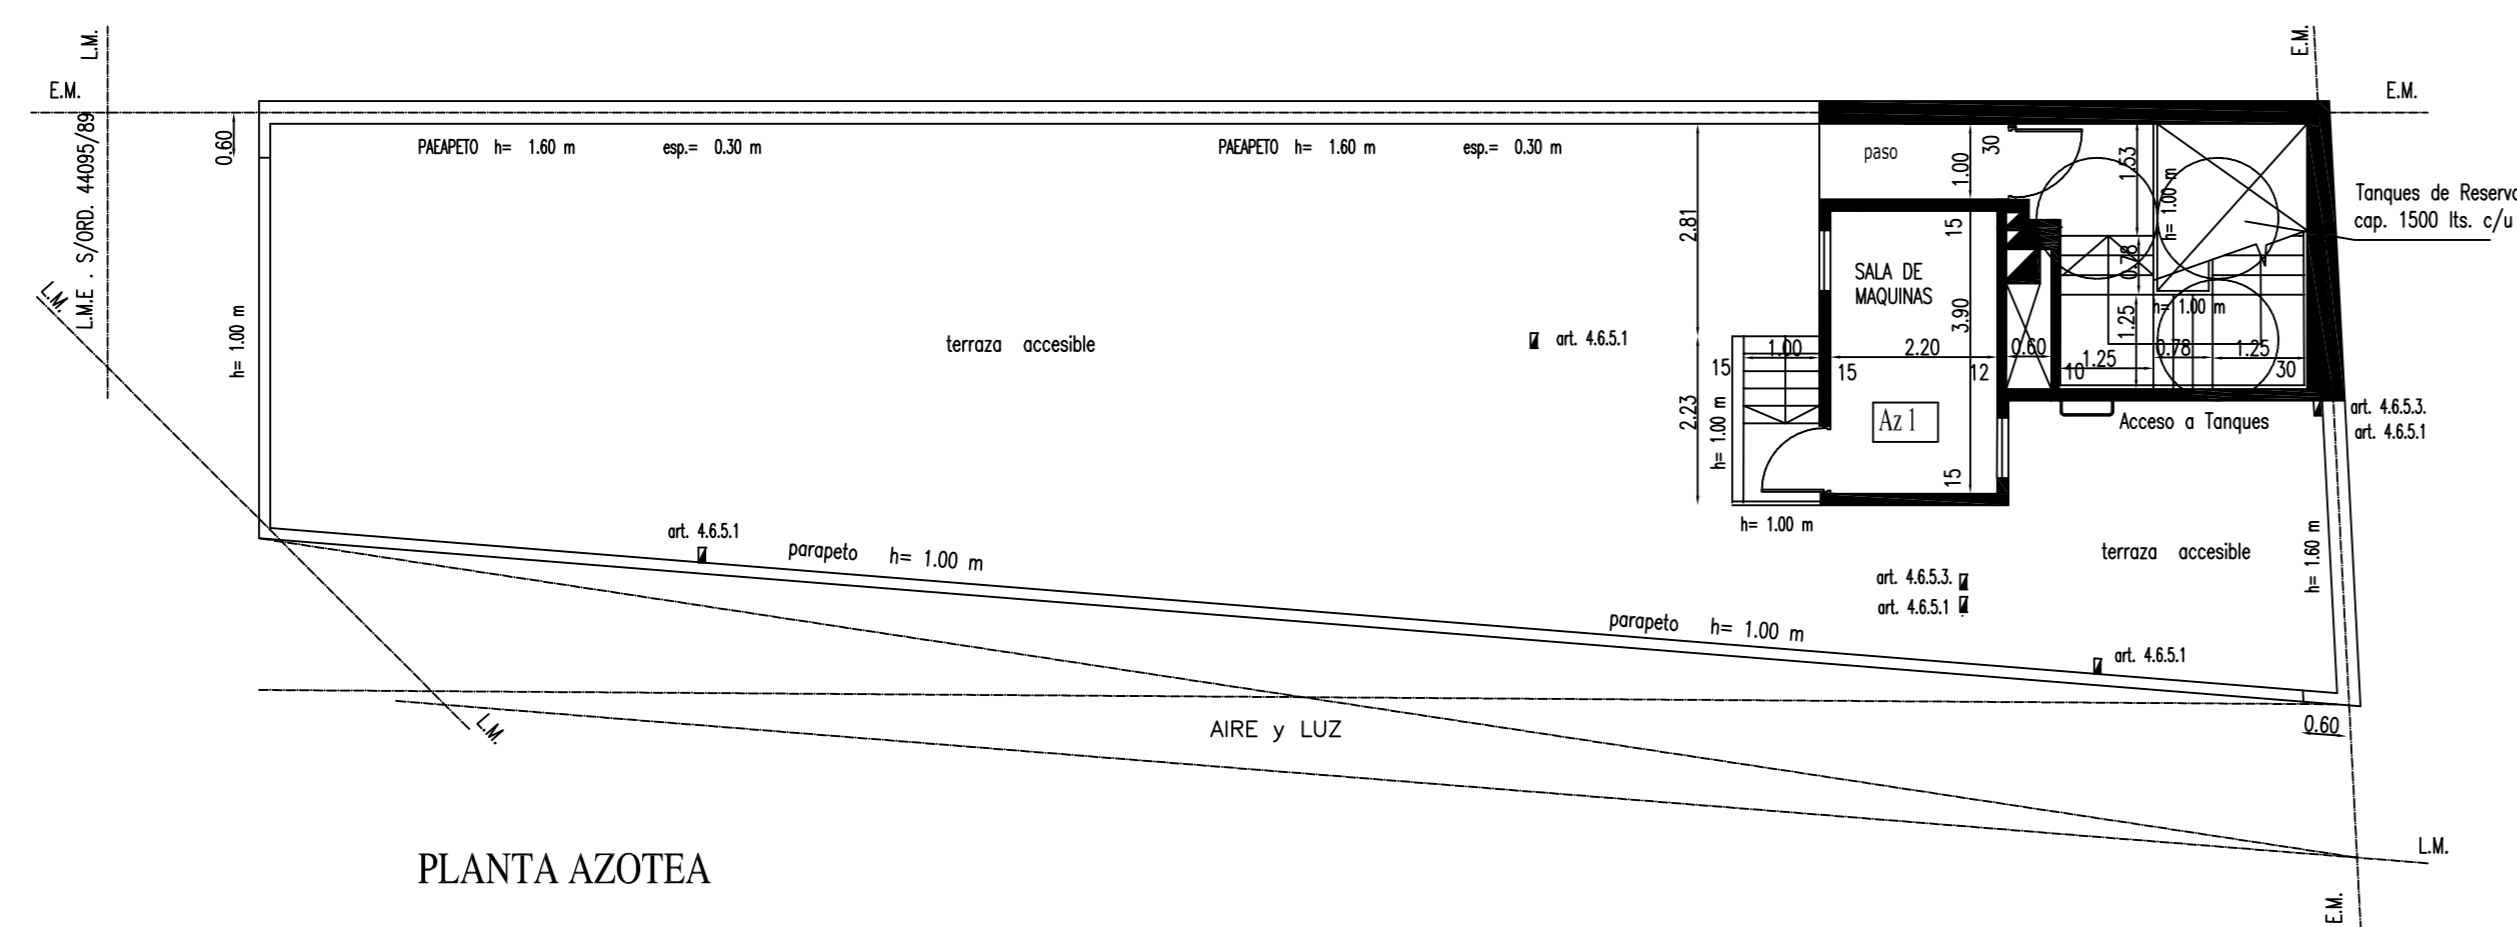 L.M.
E.M.
E.M.
E.M.
L.M.E . S/ORD. 44095/89
0.60
PAEAPETO h= 1.60 m esp.= 0.30 m
PAEAPETO h= 1.60 m esp.= 0.30 m
paso
1.00
30
1.53
h= 1.00 m
Tanques de Reserva
cap. 1500 lts. c/u
2.81
15
0.78
SALA DE
MAQUINAS
L.M.
h= 1.00 m
terraza accesible
art. 4.6.5.1
3.90
1.25
h= 1.00 m
15
1.00
2.20
0.60
1.25
0.78
1.25
15
12
10
30
2.23
h= 1.00 m
Az 1
Acceso a Tanques
art. 4.6.5.3.
art. 4.6.5.1
15
h= 1.00 m
art. 4.6.5.1
parapeto h= 1.00 m
terraza accesible
h= 1.60 m
art. 4.6.5.3.
art. 4.6.5.1
parapeto h= 1.00 m
art. 4.6.5.1
L.M.
AIRE y LUZ
0.60
L.M.
PLANTA AZOTEA
E.M.